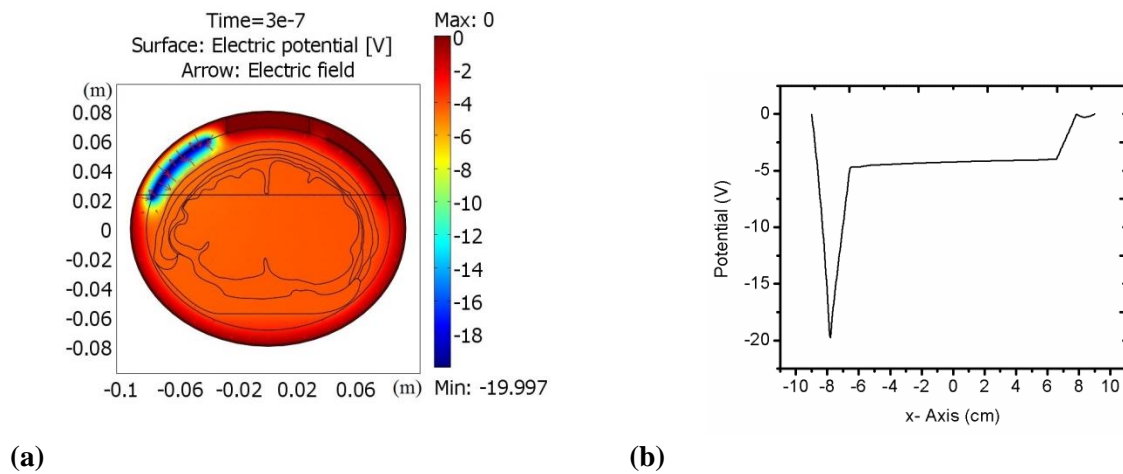 Time=3e-7
Surface: Electric potential [V]
Arrow: Electric field
Max: 0
(m)
0.08
0.06
0.04
0.02
0
-0.02
-0.04
-0.06
-0.08
-0.1 -0.06 -0.02 0.02 0.06 (m)
0
-2
-4
-6
-8
-10
-12
-14
-16
-18
Min: -19.997
(a)
Potential (V)
0
-5
-10
-15
-20
-10 -8 -6 -4 -2 0 2 4 6 8 10
x- Axis (cm)
(b)